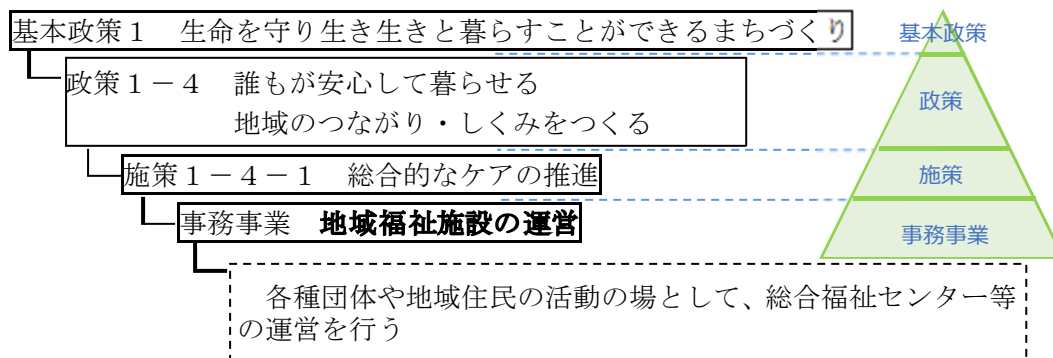 基本政策１　生命を守り生き生きと暮らすことができるまちづくり
政策１－４　誰もが安心して暮らせる
地域のつながり・しくみをつくる
施策１－４－１　総合的なケアの推進
事務事業　地域福祉施設の運営
各種団体や地域住民の活動の場として、総合福祉センター等
の運営を行う
基本政策
政策
施策
事務事業